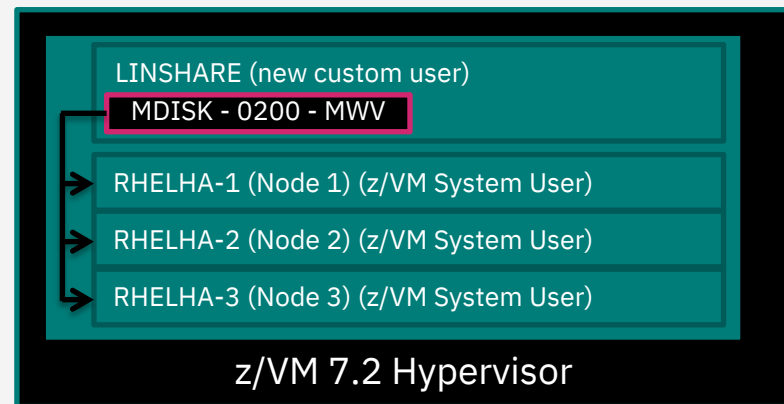 LINSHARE (new custom user)
MDISK - 0200 - MWV
RHELHA-1 (Node 1) (z/VM System User)
RHELHA-2 (Node 2) (z/VM System User)
RHELHA-3 (Node 3) (z/VM System User)
z/VM 7.2 Hypervisor